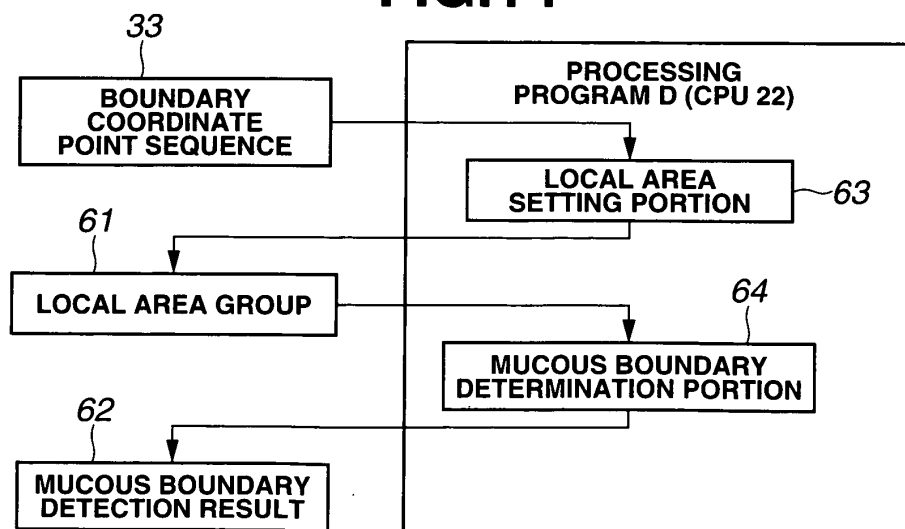 33
BOUNDARY
COORDINATE
POINT SEQUENCE
PROCESSING
PROGRAM D (CPU 22)
LOCAL AREA
SETTING PORTION
63
61
LOCAL AREA GROUP
64
MUCOUS BOUNDARY
DETERMINATION PORTION
62
MUCOUS BOUNDARY
DETECTION RESULT